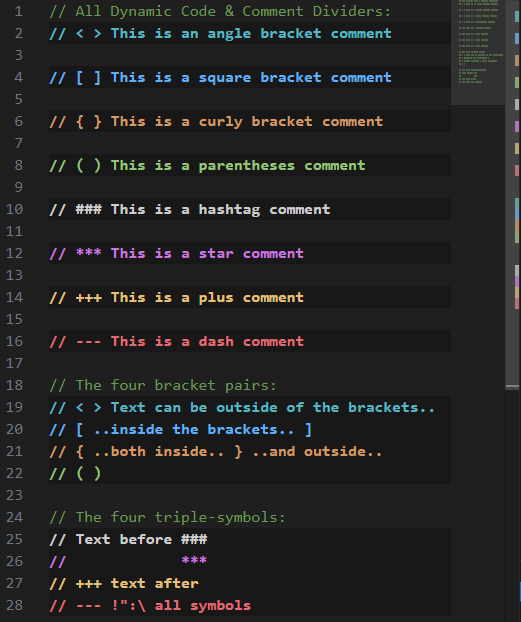 1 // All Dynamic Code & Comment Dividers:
2 // < > This is an angle bracket comment
3
4 // [ ] This is a square bracket comment
5
6 // { } This is a curly bracket comment
7
8 // ( ) This is a parentheses comment
9
10 // ### This is a hashtag comment
11
12 // *** This is a star comment
13
14 // +++ This is a plus comment
15
16 // --- This is a dash comment
17
18 // The four bracket pairs:
19 // < > Text can be outside of the brackets..
20 // [ ..inside the brackets.. ]
21 // { ..both inside.. } ..and outside..
22 // ( )
23
24 // The four triple-symbols:
25 // Text before ###
26 //             ***
27 // +++ text after
28 // --- !":\ all symbols